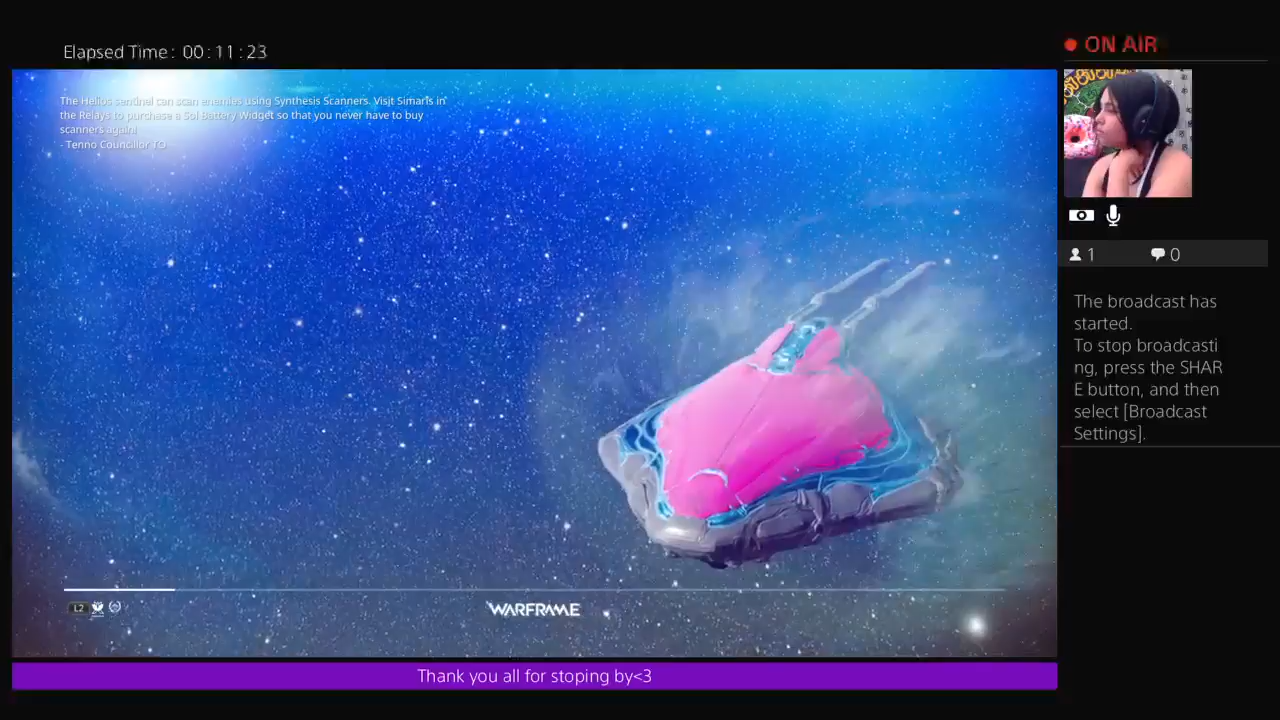 Elapsed Time: 00:11:23
ON AIR
The Helius sentinel can scan enemies using Synthesis Scanners. Visit Simaris in
the Relays to purchase a Sol Battery Widget so that you never have to buy
scanners again!
- Tenno Councillor TO
1
0
The broadcast has
started.
To stop broadcasti
ng, press the SHAR
E button, and then
select [Broadcast
Settings].
L2
WARFRAME
Thank you all for stoping by<3